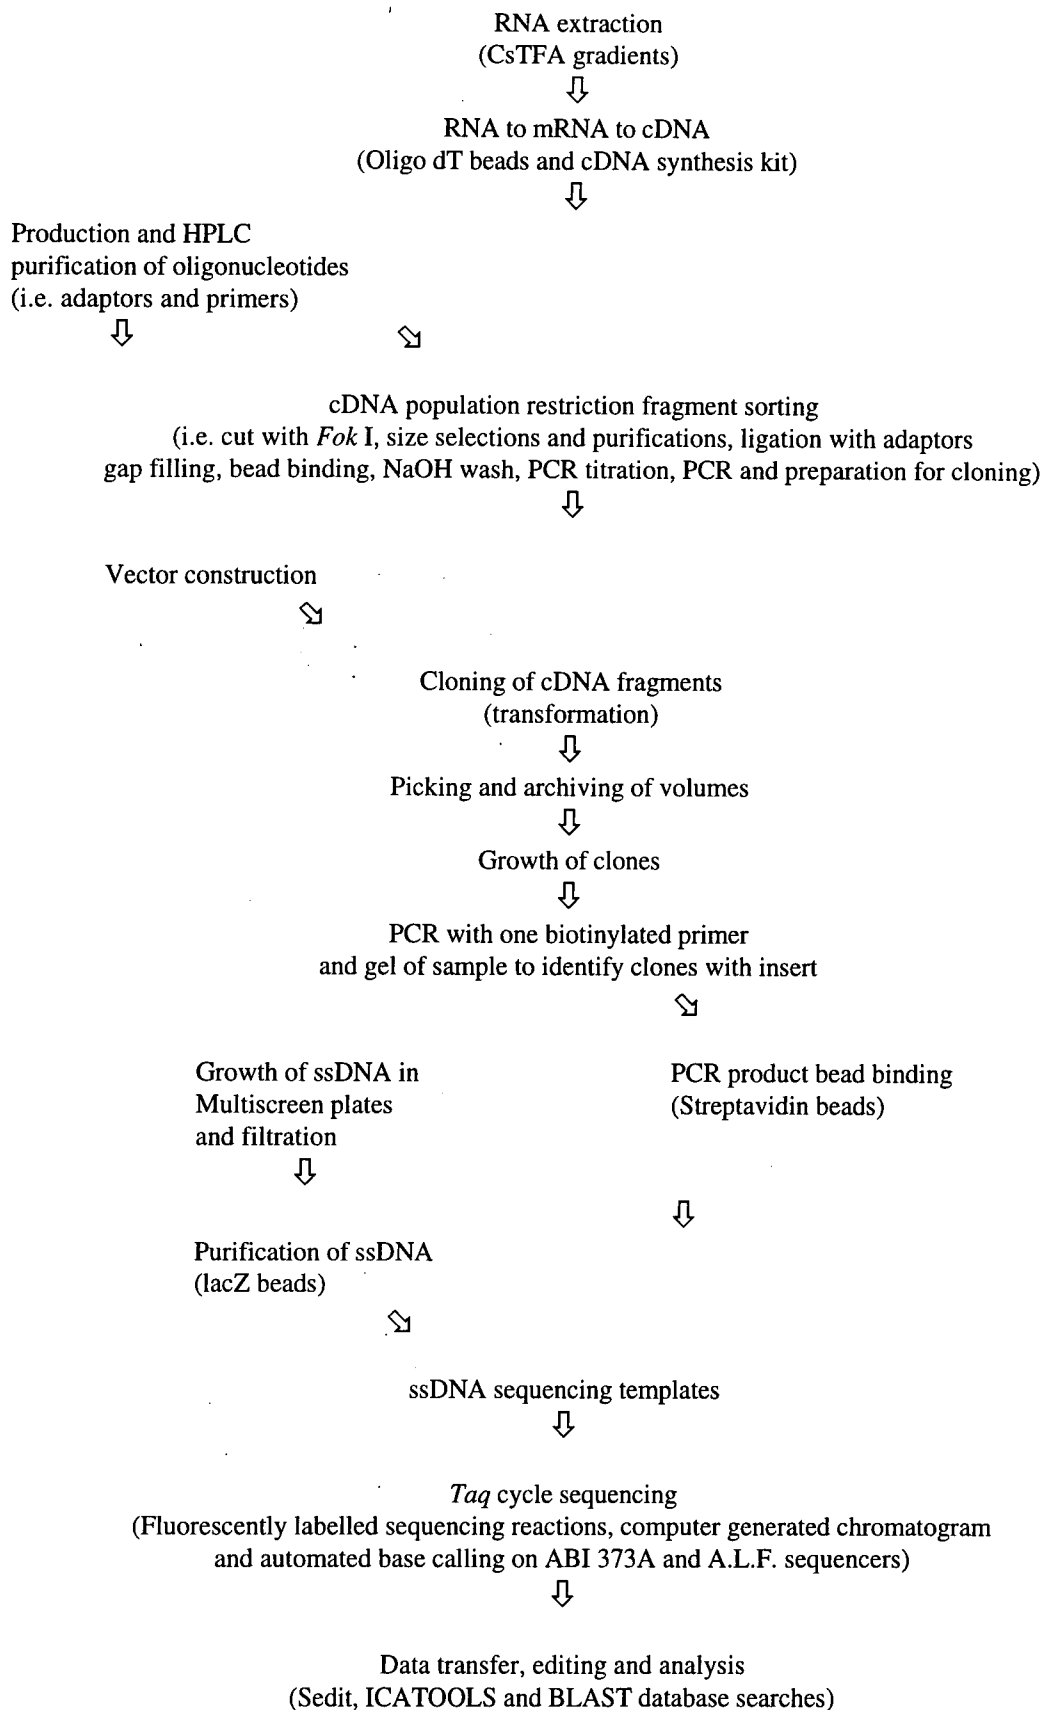 RNA extraction
(CsTFA gradients)
RNA to mRNA to cDNA
(Oligo dT beads and cDNA synthesis kit)
Production and HPLC
purification of oligonucleotides
(i.e. adaptors and primers)
cDNA population restriction fragment sorting
(i.e. cut with Fok I, size selections and purifications, ligation with adaptors
gap filling, bead binding, NaOH wash, PCR titration, PCR and preparation for cloning)
Vector construction
Cloning of cDNA fragments
(transformation)
Picking and archiving of volumes
Growth of clones
PCR with one biotinylated primer
and gel of sample to identify clones with insert
Growth of ssDNA in
Multiscreen plates
and filtration
PCR product bead binding
(Streptavidin beads)
Purification of ssDNA
(lacZ beads)
ssDNA sequencing templates
Taq cycle sequencing
(Fluorescently labelled sequencing reactions, computer generated chromatogram
and automated base calling on ABI 373A and A.L.F. sequencers)
Data transfer, editing and analysis
(Sedit, ICATOOLS and BLAST database searches)